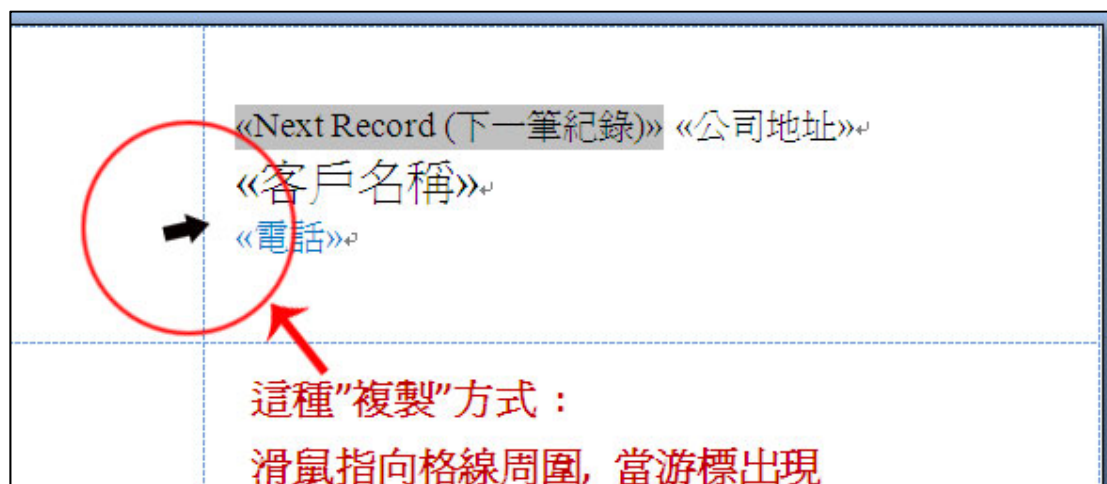 «Next Record (下一筆紀錄)» «公司地址»↵
«客戶名稱»↵
«電話»↵
這種”複製”方式：
滑鼠指向格線周圍, 當游標出現